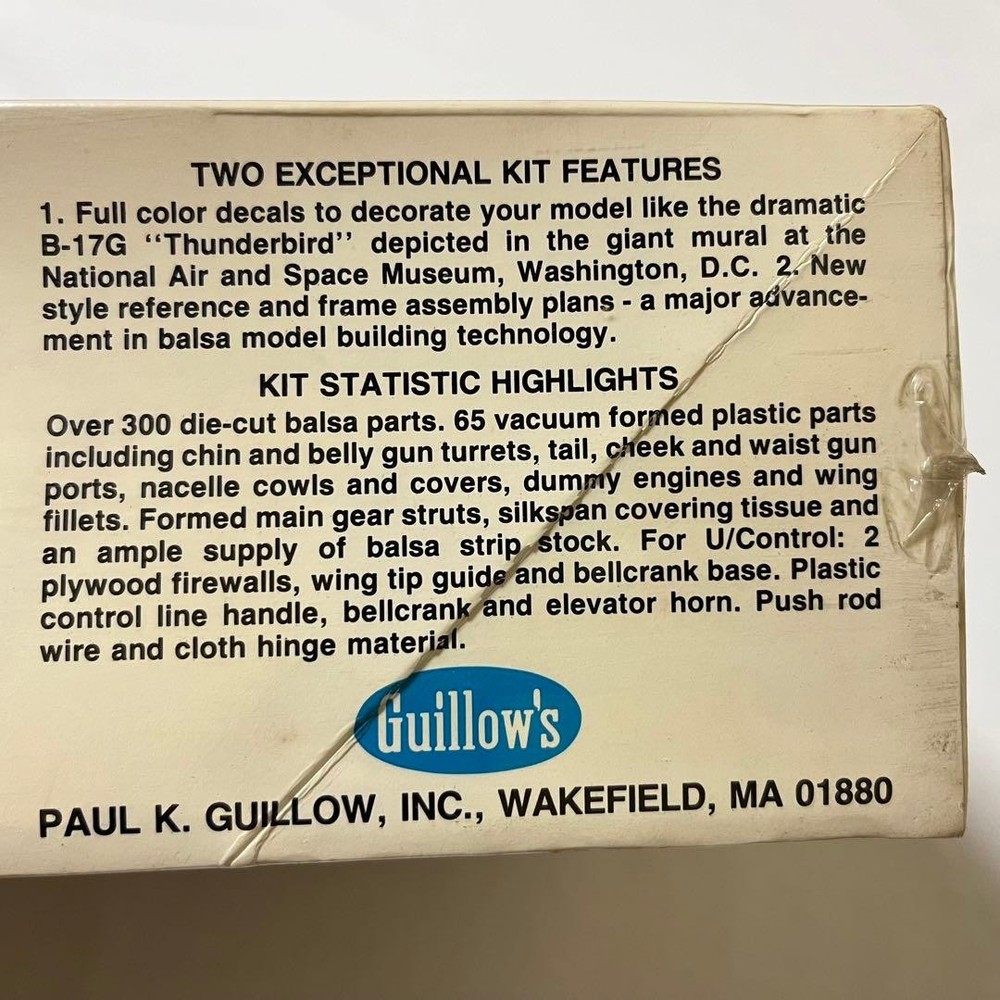 TWO EXCEPTIONAL KIT FEATURES
1. Full color decals to decorate your model like the dramatic
B-17G “Thunderbird” depicted in the giant mural at the
National Air and Space Museum, Washington, D.C. 2. New
style reference and frame assembly plans - a major advance-
ment in balsa model building technology.
KIT STATISTIC HIGHLIGHTS
Over 300 die-cut balsa parts. 65 vacuum formed plastic parts
including chin and belly gun turrets, tail, cheek and waist gun
ports, nacelle cowls and covers, dummy engines and wing
fillets. Formed main gear struts, silkspan covering tissue and
an ample supply of balsa strip stock. For U/Control: 2
plywood firewalls, wing tip guide and bellcrank base. Plastic
control line handle, bellcrank and elevator horn. Push rod
wire and cloth hinge material.
Guillow's
PAUL K. GUILLOW, INC., WAKEFIELD, MA 01880